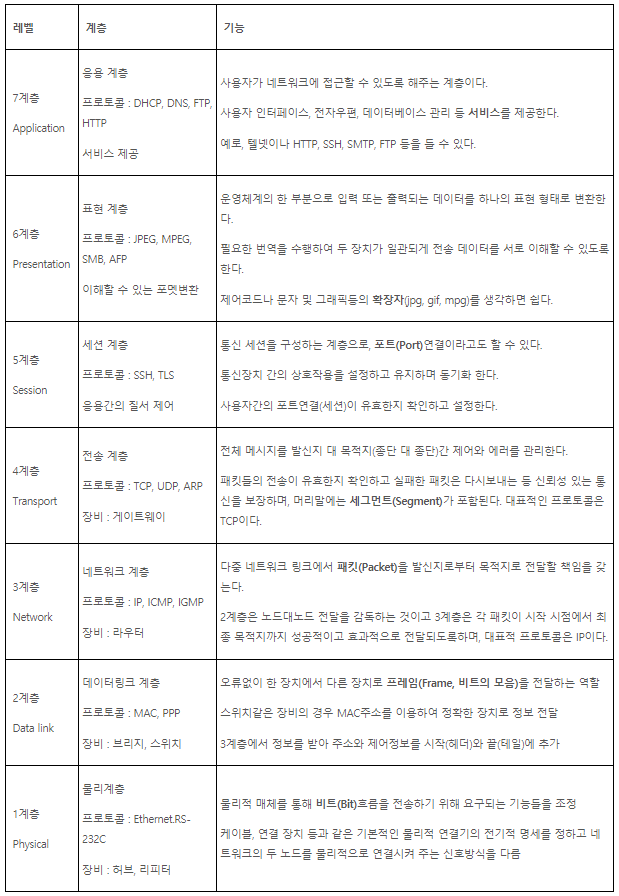 레벨
계층
기능
7계층
Application
응용 계층
프로토콜 : DHCP, DNS, FTP,
HTTP
서비스 제공
사용자가 네트워크에 접근할 수 있도록 해주는 계층이다.
사용자 인터페이스, 전자우편, 데이터베이스 관리 등 서비스를 제공한다.
예로, 텔넷이나 HTTP, SSH, SMTP, FTP 등을 들 수 있다.
6계층
Presentation
표현 계층
프로토콜 : JPEG, MPEG,
SMB, AFP
이해할 수 있는 포멧변환
운영체계의 한 부분으로 입력 또는 출력되는 데이터를 하나의 표현 형태로 변환한
다.
필요한 번역을 수행하여 두 장치가 일관되게 전송 데이터를 서로 이해할 수 있도록
한다.
제어코드나 문자 및 그래픽등의 확장자(jpg, gif, mpg)를 생각하면 쉽다.
5계층
Session
세션 계층
프로토콜 : SSH, TLS
응용간의 질서 제어
통신 세션을 구성하는 계층으로, 포트(Port)연결이라고도 할 수 있다.
통신장치 간의 상호작용을 설정하고 유지하며 동기화 한다.
사용자간의 포트연결(세션)이 유효한지 확인하고 설정한다.
4계층
Transport
전송 계층
프로토콜 : TCP, UDP, ARP
장비 : 게이트웨이
전체 메시지를 발신지 대 목적지(종단 대 종단)간 제어와 에러를 관리한다.
패킷들의 전송이 유효한지 확인하고 실패한 패킷은 다시보내는 등 신뢰성 있는 통
신을 보장하며, 머리말에는 세그먼트(Segment)가 포함된다. 대표적인 프로토콜은
TCP이다.
3계층
Network
네트워크 계층
프로토콜 : IP, ICMP, IGMP
장비 : 라우터
다중 네트워크 링크에서 패킷(Packet)을 발신지로부터 목적지로 전달할 책임을 갖
는다.
2계층은 노드대노드 전달을 감독하는 것이고 3계층은 각 패킷이 시작 시점에서 최
종 목적지까지 성공적이고 효과적으로 전달되도록하며, 대표적 프로토콜은 IP이다.
2계층
Data link
데이터링크 계층
프로토콜 : MAC, PPP
장비 : 브리지, 스위치
오류없이 한 장치에서 다른 장치로 프레임(Frame, 비트의 모음)을 전달하는 역할
스위치같은 장비의 경우 MAC주소를 이용하여 정확한 장치로 정보 전달
3계층에서 정보를 받아 주소와 제어정보를 시작(헤더)와 끝(테일)에 추가
1계층
Physical
물리계층
프로토콜 : Ethernet.RS-
232C
장비 : 허브, 리피터
물리적 매체를 통해 비트(Bit)흐름을 전송하기 위해 요구되는 기능들을 조정
케이블, 연결 장치 등과 같은 기본적인 물리적 연결기의 전기적 명세를 정하고 네
트워크의 두 노드를 물리적으로 연결시켜 주는 신호방식을 다룸